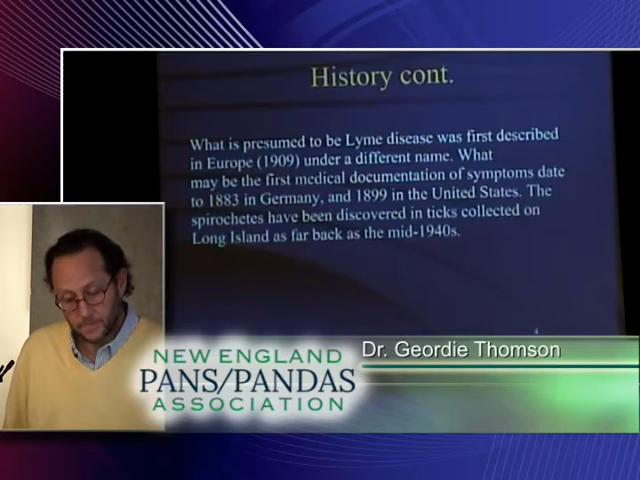 History cont.
What is presumed to be Lyme disease was first described
in Europe (1909) under a different name. What
may be the first medical documentation of symptoms date
to 1883 in Germany, and 1899 in the United States. The
spirochetes have been discovered in ticks collected on
Long Island as far back as the mid-1940s.
Dr. Geordie Thomson
NEW ENGLAND
PANS/PANDAS
ASSOCIATION